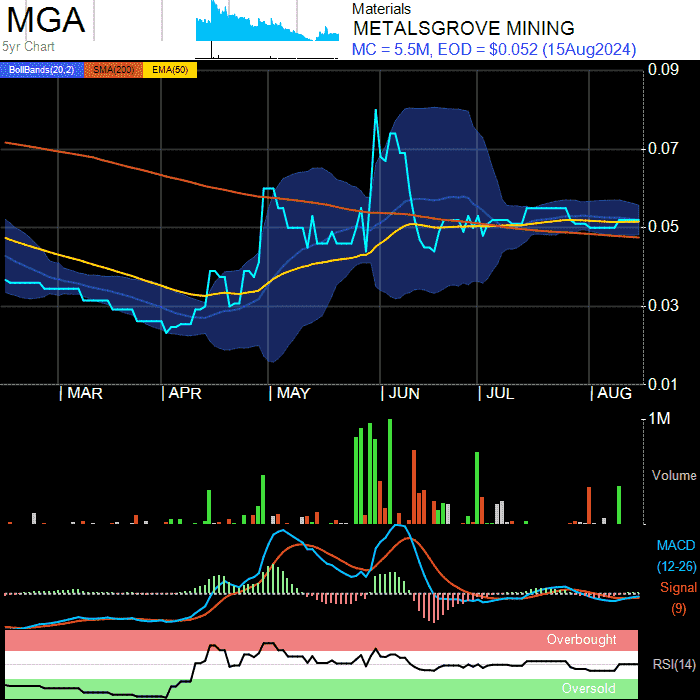 MGA
5yr Chart
Materials
METALSGROVE MINING
MC = 5.5M, EOD = $0.052 (15Aug2024)
BollBands(20,2) SMA(200) EMA(50)
0.09
0.07
0.05
0.03
0.01
| MAR | APR | MAY | JUN | JUL | AUG
1M
Volume
MACD
(12-26)
Signal
(9)
Overbought
RSI(14)
Oversold